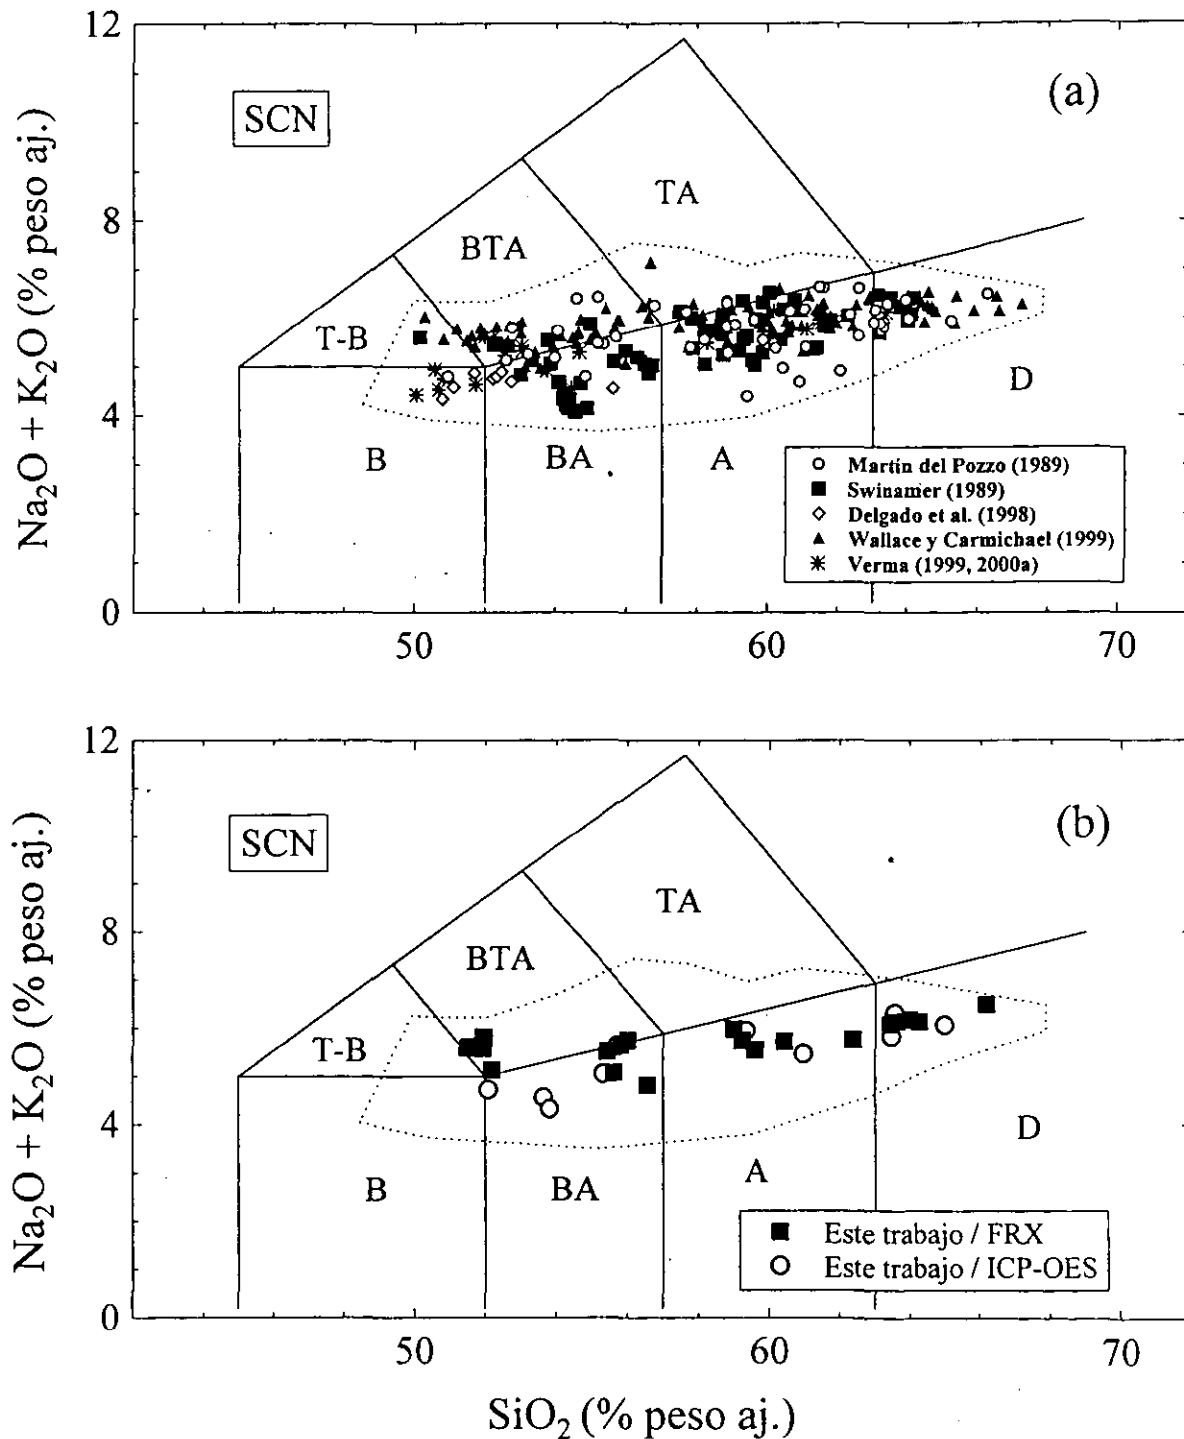 12
(a)
SCN
TA
8
BTA
T-B
4
B
BA
A
D
Martín del Pozzo (1989)
Swinamer (1989)
Delgado et al. (1998)
Wallace y Carmichael (1999)
Verma (1999, 2000a)
0
50
60
70
Na₂O + K₂O (% peso aj.)
12
(b)
SCN
TA
8
BTA
T-B
4
B
BA
A
D
Este trabajo / FRX
Este trabajo / ICP-OES
0
50
60
70
Na₂O + K₂O (% peso aj.)
SiO₂ (% peso aj.)